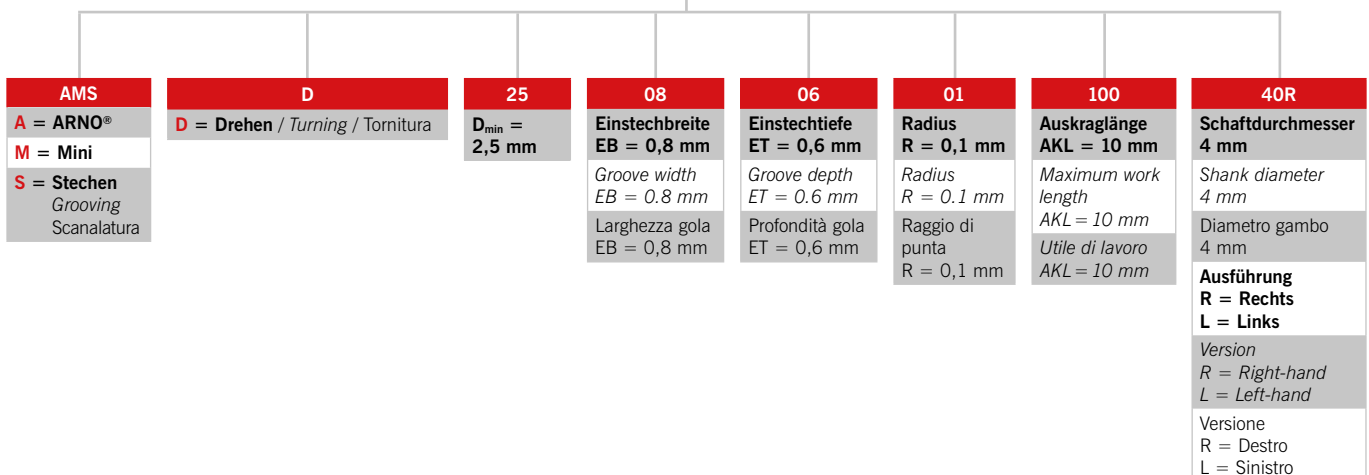 AMS
A = ARNO®
M = Mini
S = Stechen
Grooving
Scanalatura
D
D = Drehen / Turning / Tornitura
25
Dmin =
2,5 mm
08
Einstechbreite
EB = 0,8 mm
Groove width
EB = 0.8 mm
Larghezza gola
EB = 0,8 mm
06
Einstechtiefe
ET = 0,6 mm
Groove depth
ET = 0.6 mm
Profondità gola
ET = 0,6 mm
01
Radius
R = 0,1 mm
Radius
R = 0.1 mm
Raggio di
punta
R = 0,1 mm
100
Auskraglänge
AKL = 10 mm
Maximum work
length
AKL = 10 mm
Utile di lavoro
AKL = 10 mm
40R
Schaftdurchmesser
4 mm
Shank diameter
4 mm
Diametro gambo
4 mm
Ausführung
R = Rechts
L = Links
Version
R = Right-hand
L = Left-hand
Versione
R = Destro
L = Sinistro